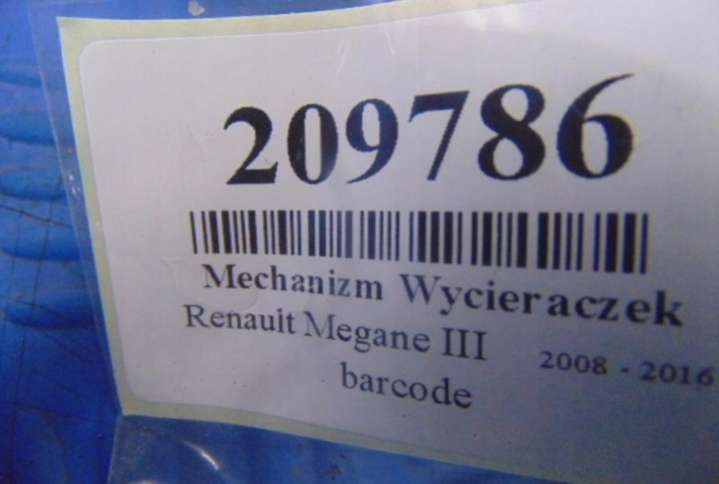 209786
Mechanizm Wycieraczek
Renault Megane III 2008 - 2016
barcode